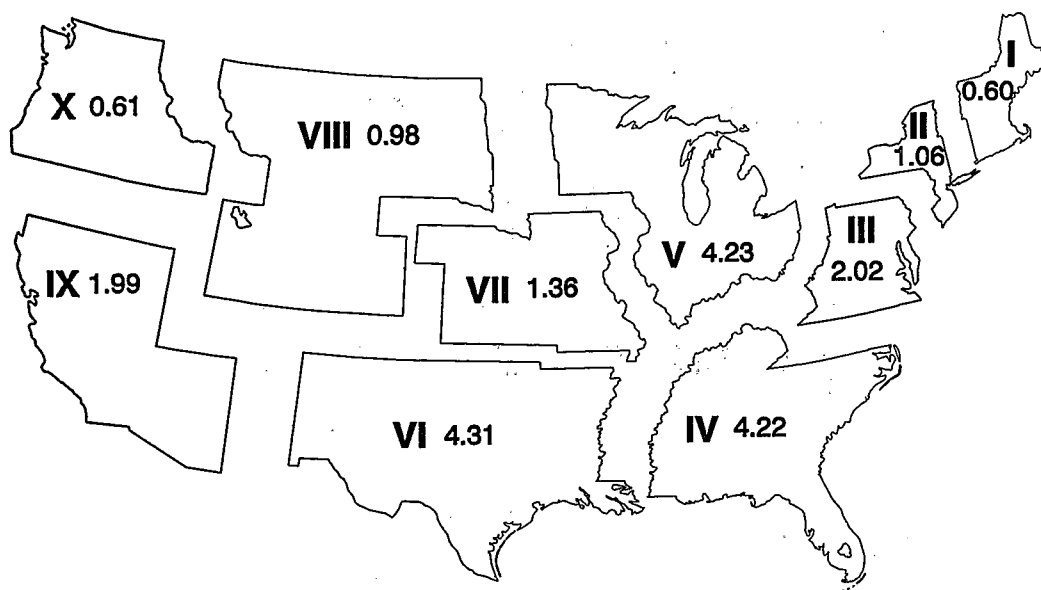 I
0.60
II
1.06
X 0.61
VIII 0.98
III
2.02
V 4.23
IX 1.99
VII 1.36
VI 4.31
IV 4.22